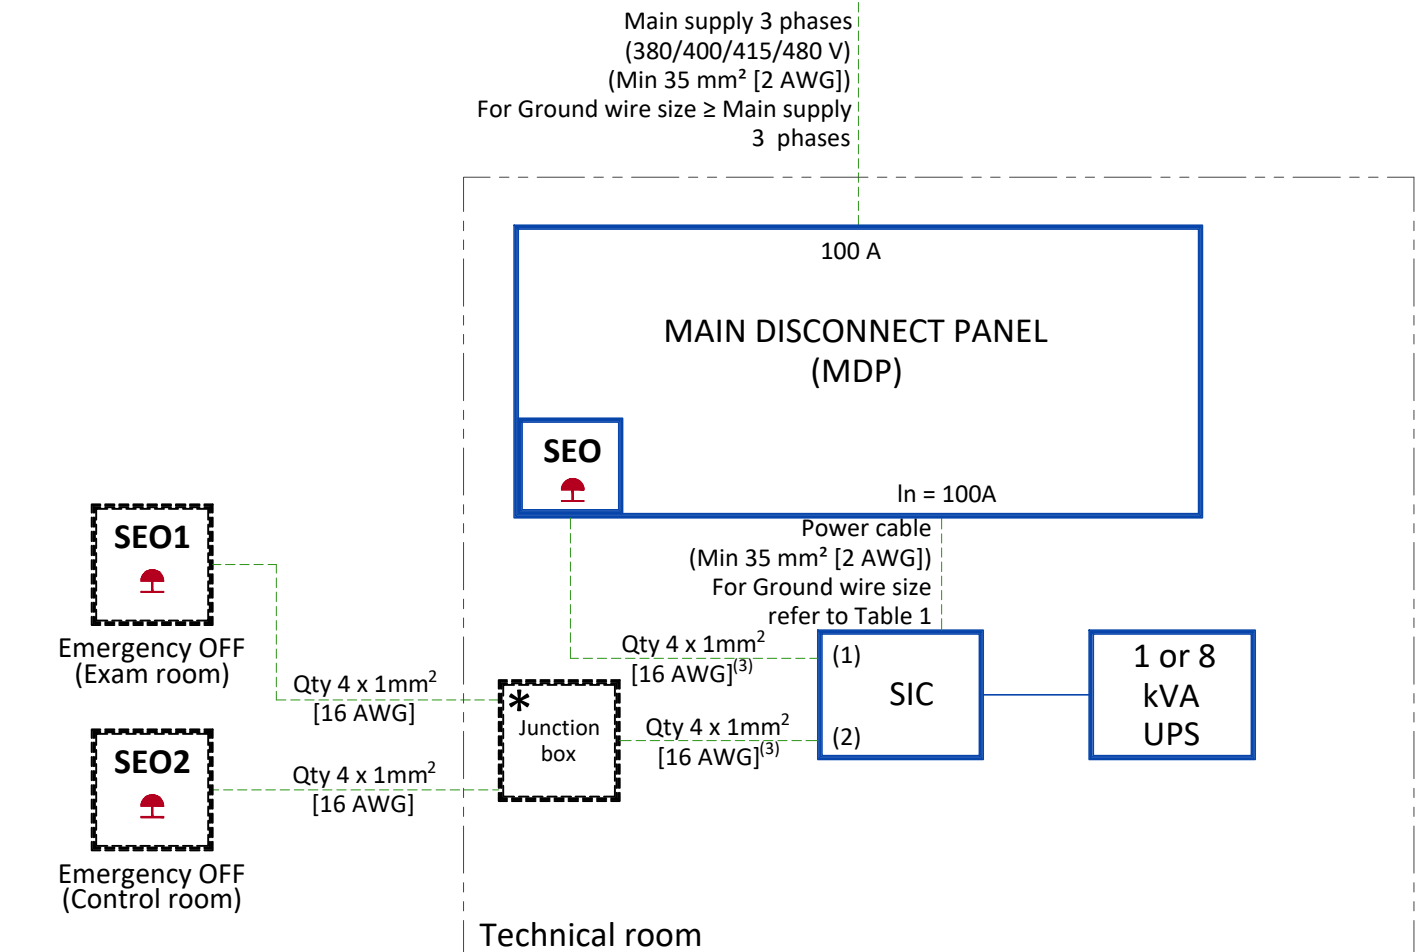 Main supply 3 phases
(380/400/415/480 V)
(Min 35 mm² [2 AWG])
For Ground wire size ≥ Main supply
3 phases
100 A
MAIN DISCONNECT PANEL
(MDP)
SEO
ln = 100A
Power cable
(Min 35 mm² [2 AWG])
For Ground wire size
refer to Table 1
SEO1
Emergency OFF
(Exam room)
Qty 4 x 1mm²
[16 AWG]
SEO2
Emergency OFF
(Control room)
Qty 4 x 1mm²
[16 AWG]
*
Junction
box
Qty 4 x 1mm²
[16 AWG]⁽³⁾
Qty 4 x 1mm²
[16 AWG]⁽³⁾
(1)
SIC
(2)
1 or 8
kVA
UPS
Technical room